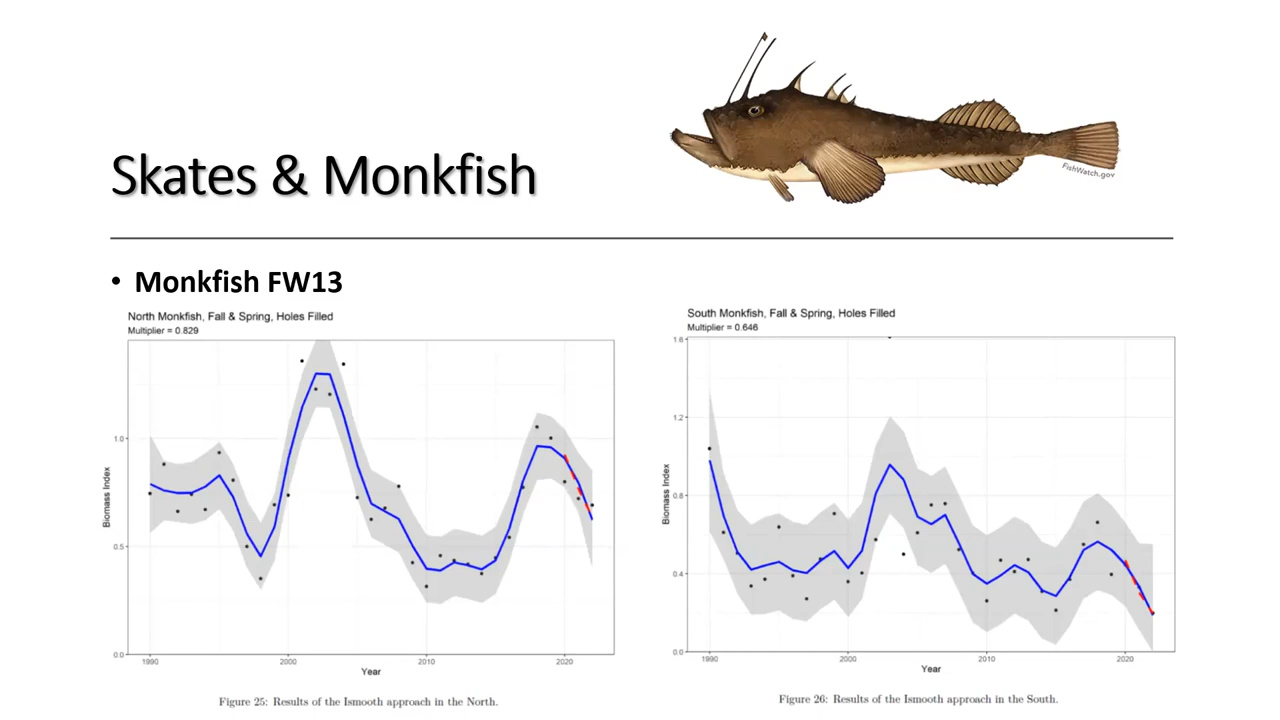 FishWatch.gov
Skates & Monkfish
• Monkfish FW13
North Monkfish, Fall & Spring, Holes Filled
Multiplier = 0.829
1.0
0.5
0.0
Biomass Index
1990
2000
2010
2020
Year
Figure 25: Results of the Ismooth approach in the North.
South Monkfish, Fall & Spring, Holes Filled
Multiplier = 0.646
1.6
1.2
0.8
0.4
0.0
Biomass Index
1990
2000
2010
2020
Year
Figure 26: Results of the Ismooth approach in the South.